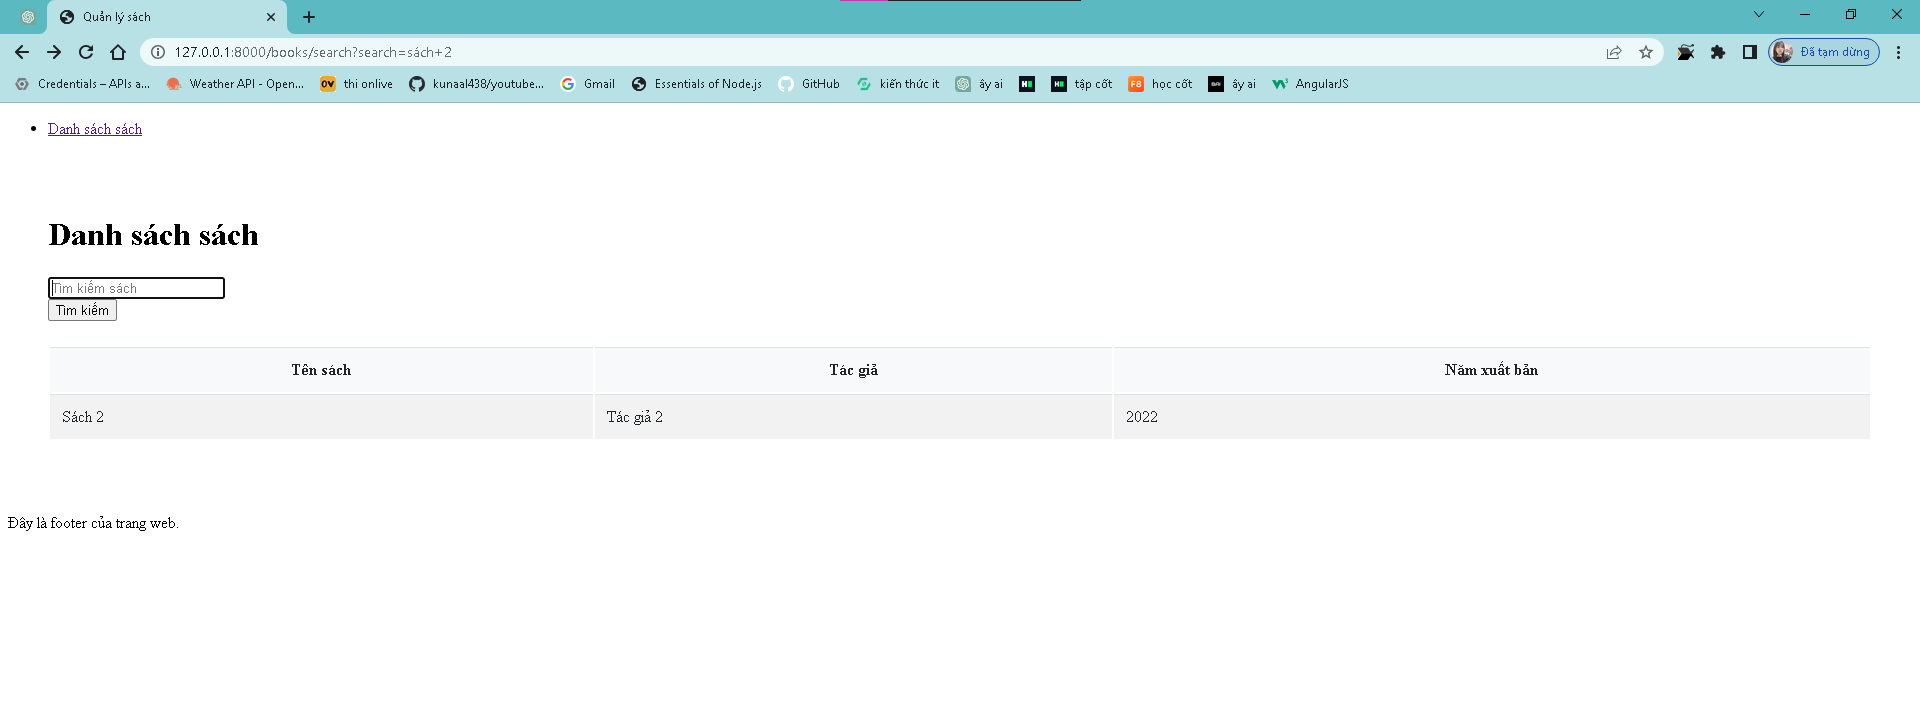 Quản lý sách
127.0.0.1:8000/books/search?search=sách+2
Đã tạm dừng
Credentials – APIs a...
Weather API - Open...
OV thi onlive
kunaal438/youtube...
Gmail
Essentials of Node.js
GitHub
kiến thức it
ây ai
tập cốt
F8 học cốt
ây ai
AngularJS
Danh sách sách
Danh sách sách
Tìm kiếm sách
Tìm kiếm
Tên sách Tác giả Năm xuất bản
Sách 2 Tác giả 2 2022
Đây là footer của trang web.